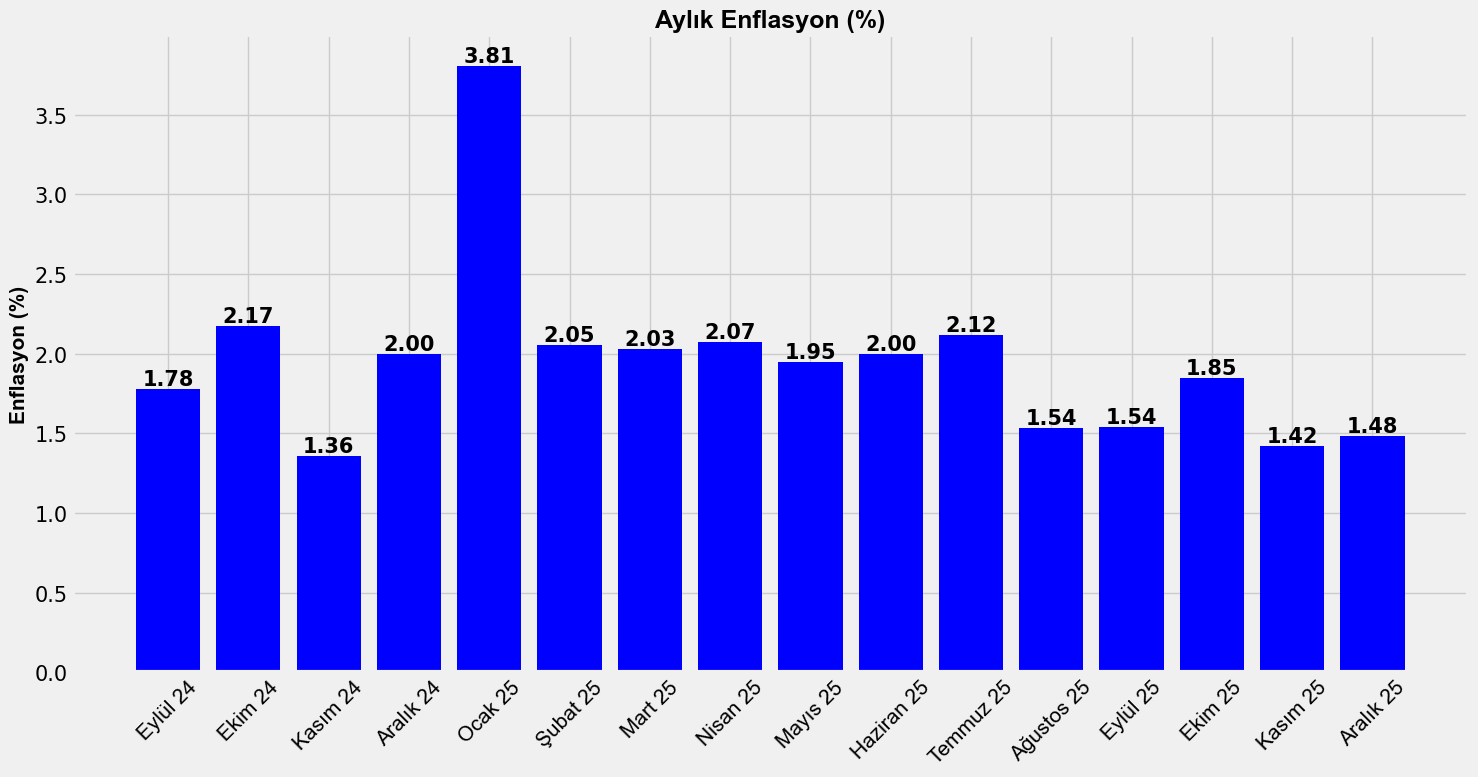 Aylık Enflasyon (%)
Enflasyon (%)
3.5
3.0
2.5
2.0
1.5
1.0
0.5
0.0
1.78
2.17
1.36
2.00
3.81
2.05
2.03
2.07
1.95
2.00
2.12
1.54
1.54
1.85
1.42
1.48
Eylül 24
Ekim 24
Kasım 24
Aralık 24
Ocak 25
Şubat 25
Mart 25
Nisan 25
Mayıs 25
Haziran 25
Temmuz 25
Ağustos 25
Eylül 25
Ekim 25
Kasım 25
Aralık 25